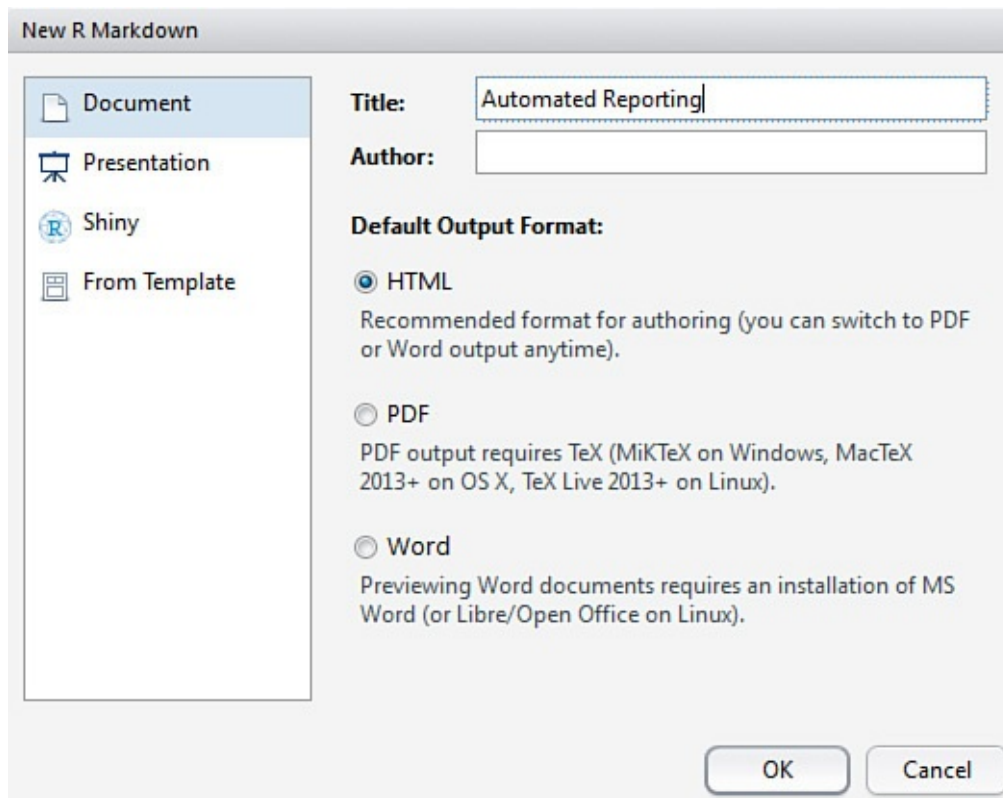 New R Markdown
Document
Presentation
R Shiny
From Template
Title: Automated Reporting
Author:
Default Output Format:
HTML
Recommended format for authoring (you can switch to PDF
or Word output anytime).
PDF
PDF output requires TeX (MiKTeX on Windows, MacTeX
2013+ on OS X, TeX Live 2013+ on Linux).
Word
Previewing Word documents requires an installation of MS
Word (or Libre/Open Office on Linux).
OK Cancel